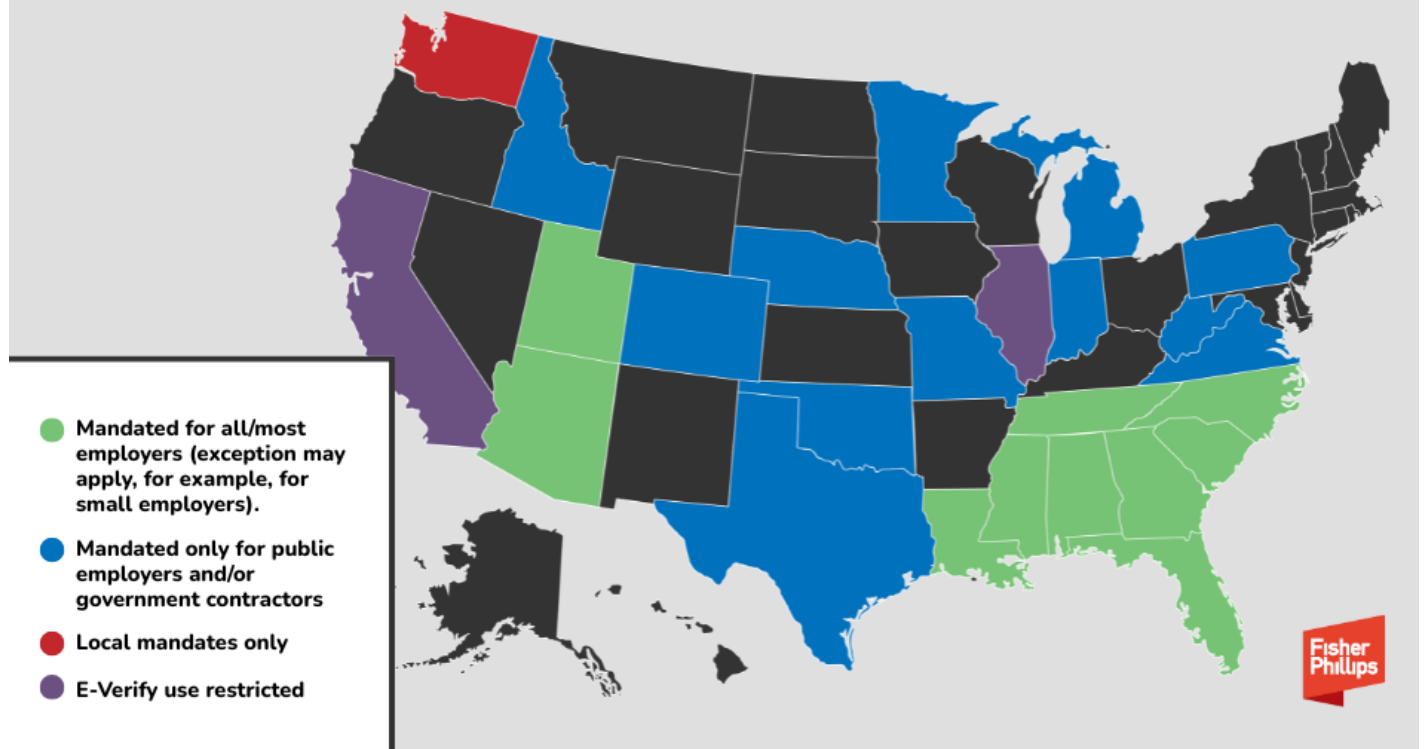 Mandated for all/most
employers (exception may
apply, for example, for
small employers).
Mandated only for public
employers and/or
government contractors
Local mandates only
E-Verify use restricted
Fisher
Phillips